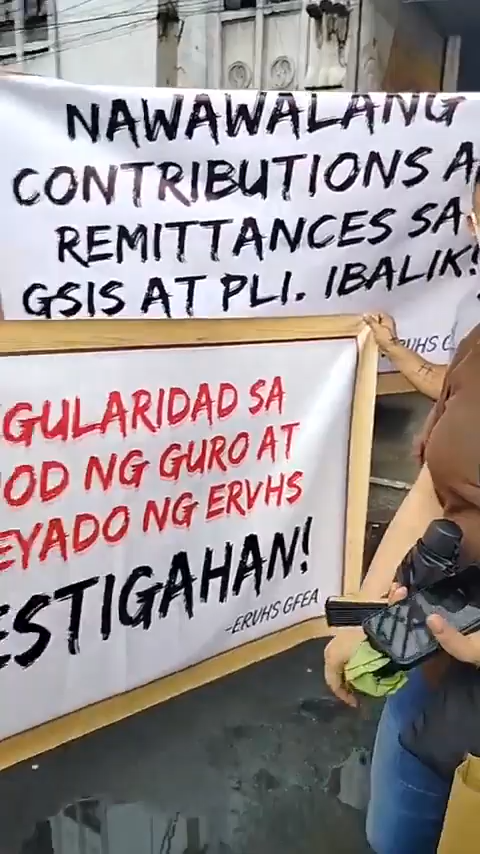 NAWAWALANG
CONTRIBUTIONS A
REMITTANCES SA
GSIS AT PLI. IBALIK!
GULARIDAD SA
OD NG GURO AT
EYADO NG ERVHS
ESTIGAHAN!
-ERVHS GFEA